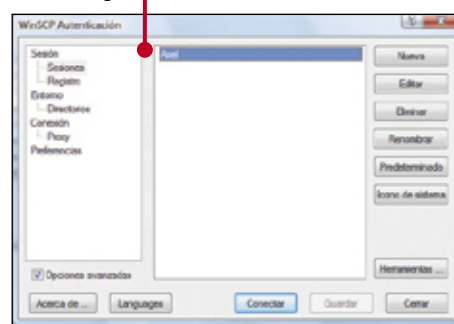 WinSCP Autenticación
Sesión
Sesiones
Registro
Entorno
Directorios
Conexión
Proxy
Preferencias
Opciones avanzadas
Axel
Nueva
Editar
Eliminar
Renombrar
Predeterminado
Icono de sistema
Herramientas ...
Acerca de ...
Languages
Conectar
Guardar
Cerrar